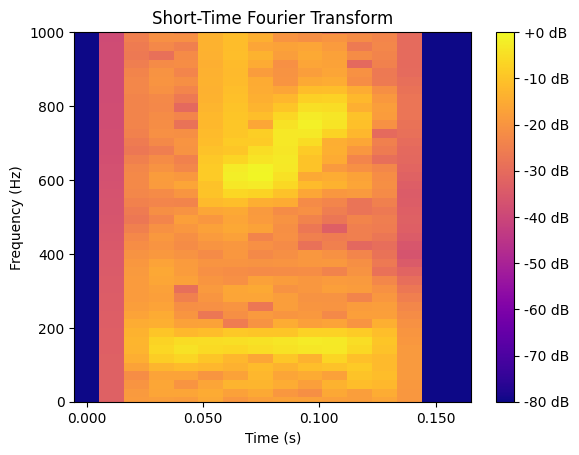 Short-Time Fourier Transform
1000
800
600
400
200
0
Frequency (Hz)
0.000
0.050
0.100
0.150
Time (s)
+0 dB
-10 dB
-20 dB
-30 dB
-40 dB
-50 dB
-60 dB
-70 dB
-80 dB